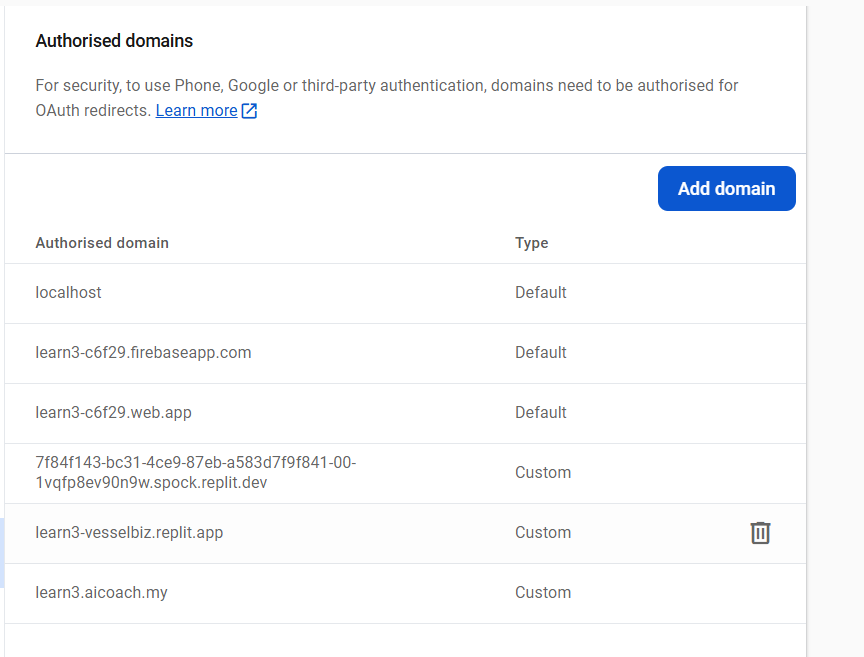 Authorised domains
For security, to use Phone, Google or third-party authentication, domains need to be authorised for
OAuth redirects. Learn more
Add domain
Authorised domain Type
localhost Default
learn3-c6f29.firebaseapp.com Default
learn3-c6f29.web.app Default
7f84f143-bc31-4ce9-87eb-a583d7f9f841-00-
1vqfp8ev90n9w.spock.replit.dev Custom
learn3-vesselbiz.replit.app Custom
learn3.aicoach.my Custom